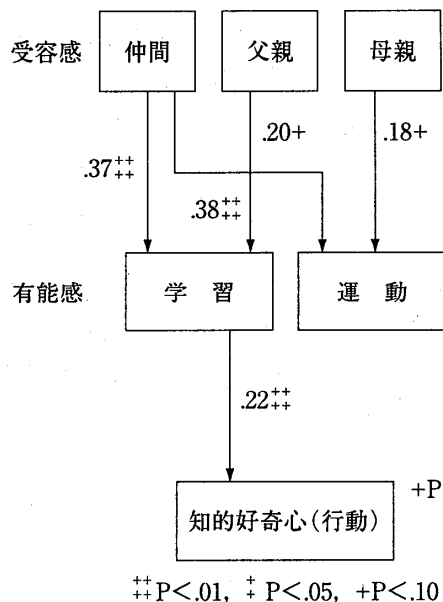 受容感 仲間 父親 母親
.20+ .18+
.37++++
.38++++
有能感 学 習 運 動
.22++++
+P
知的好奇心(行動)
++++P<.01, ++P<.05, +P<.10